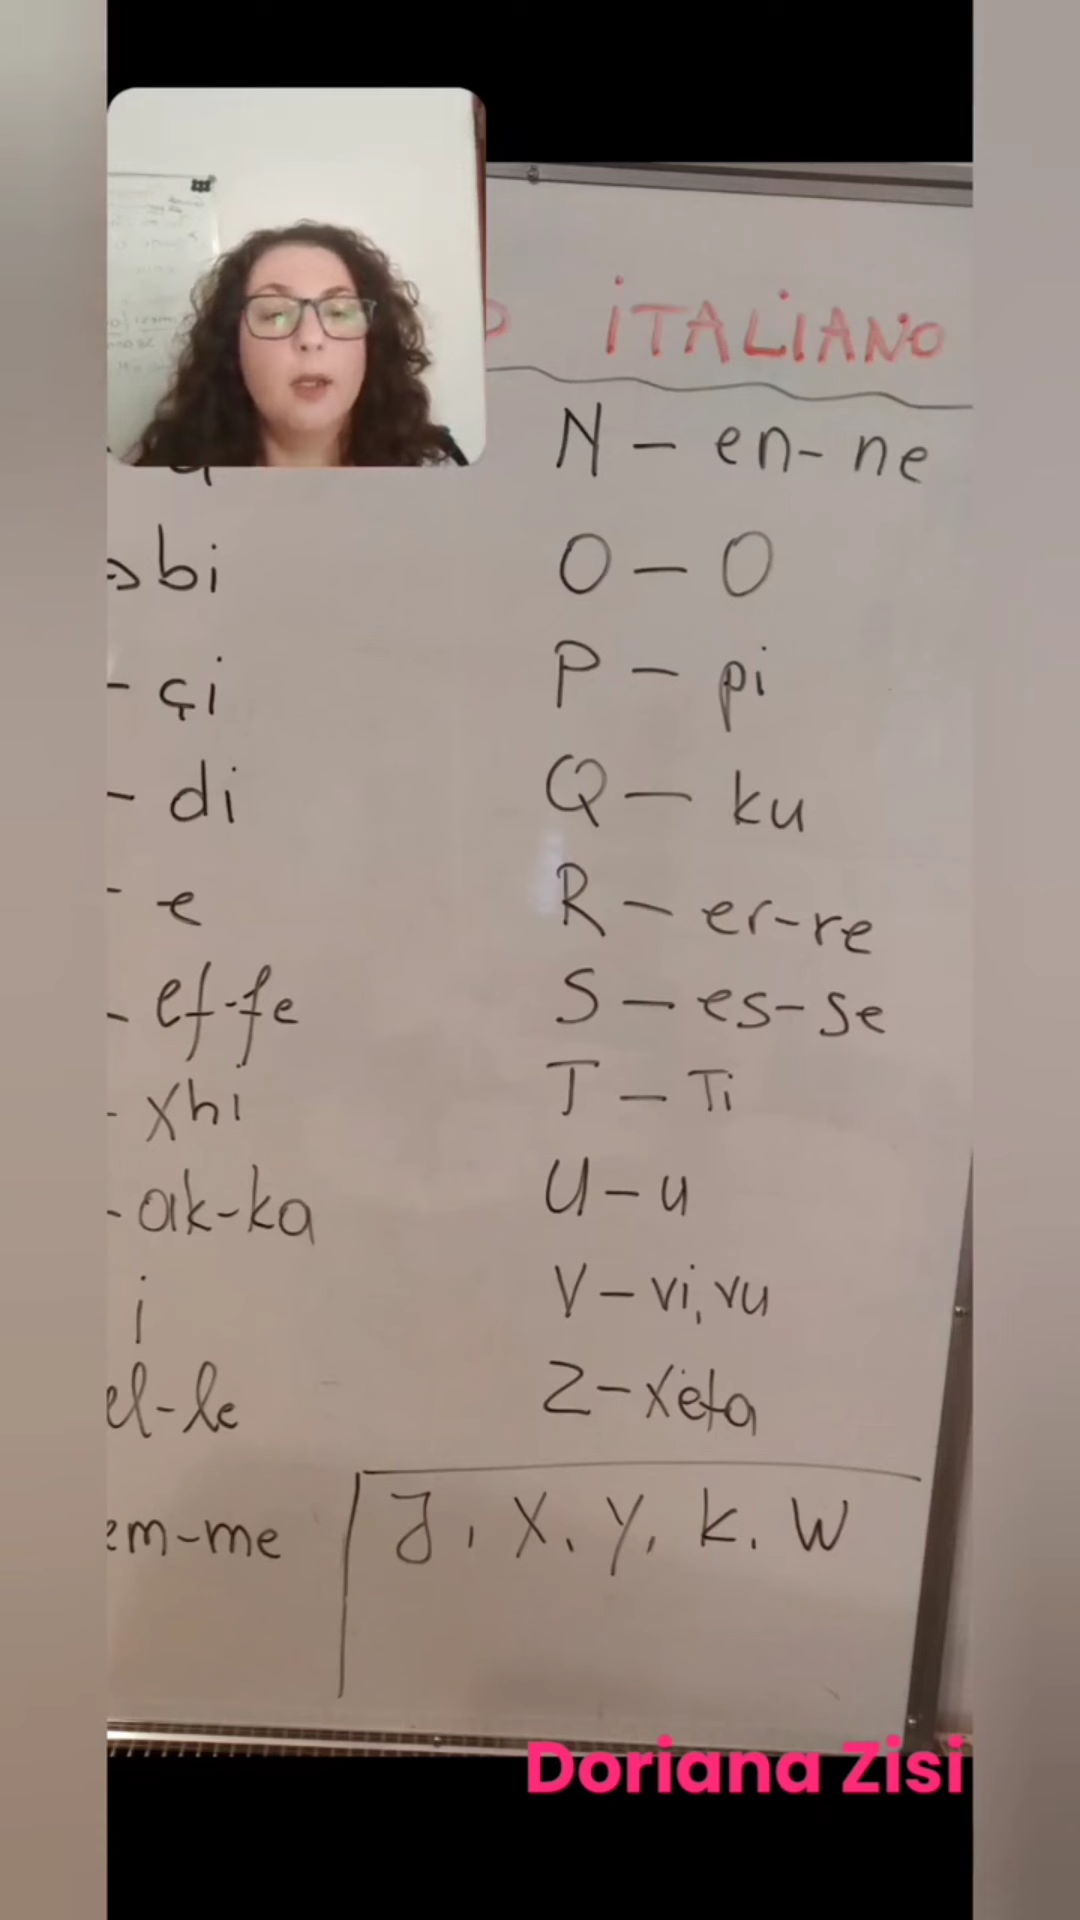 ITALIANO
bi
- çi
- di
- e
- ef-fe
- xhi
- ak-ka
i
el-le
em-me
N - en-ne
O - O
P - pi
Q - ku
R - er-re
S - es-se
T - Ti
U - u
V - vi, vu
Z - Xeta
J, X, Y, K, W
Doriana Zisi